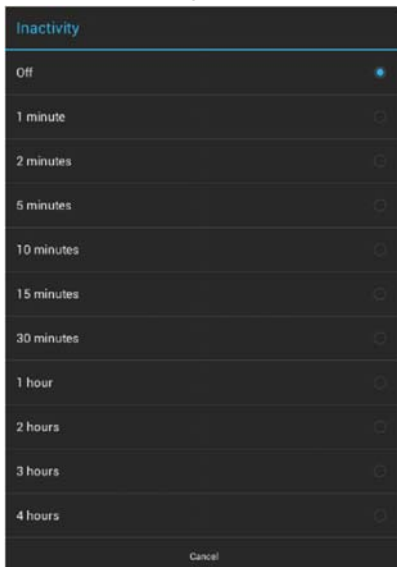 Inactivity
Off
1 minute
2 minutes
5 minutes
10 minutes
15 minutes
30 minutes
1 hour
2 hours
3 hours
4 hours
Cancel